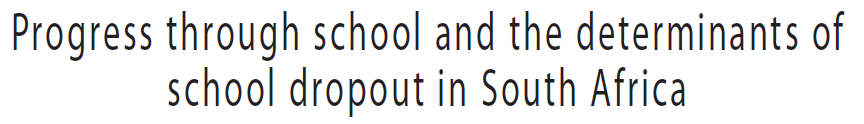 Progress through school and the determinants of
school dropout in South Africa